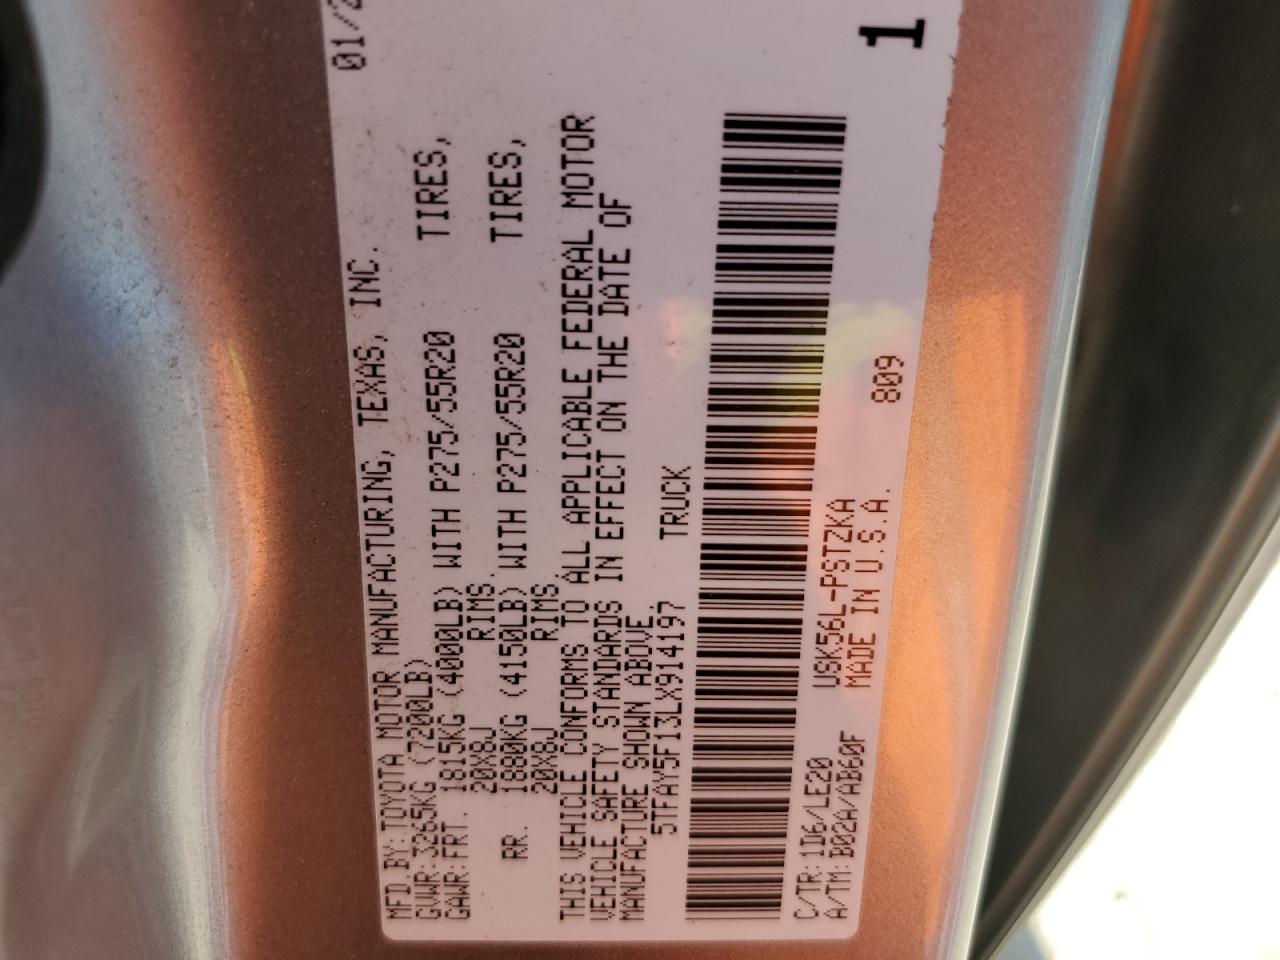 MFD.BY:TOYOTA MOTOR MANUFACTURING, TEXAS, INC. 01/2
GVWR:3265KG (7200LB)
GAWR:FRT. 1815KG (4000LB) WITH P275/55R20 TIRES,
20X8J RIMS.
RR. 1880KG (4150LB) WITH P275/55R20 TIRES,
20X8J RIMS.
THIS VEHICLE CONFORMS TO ALL APPLICABLE FEDERAL MOTOR
VEHICLE SAFETY STANDARDS IN EFFECT ON THE DATE OF
MANUFACTURE SHOWN ABOVE.
5TFAY5F13LX914197 TRUCK
C/TR:1D6/LE20 USK56L-PSTZKA
A/TM:B02A/AB60F MADE IN U.S.A. 809
1